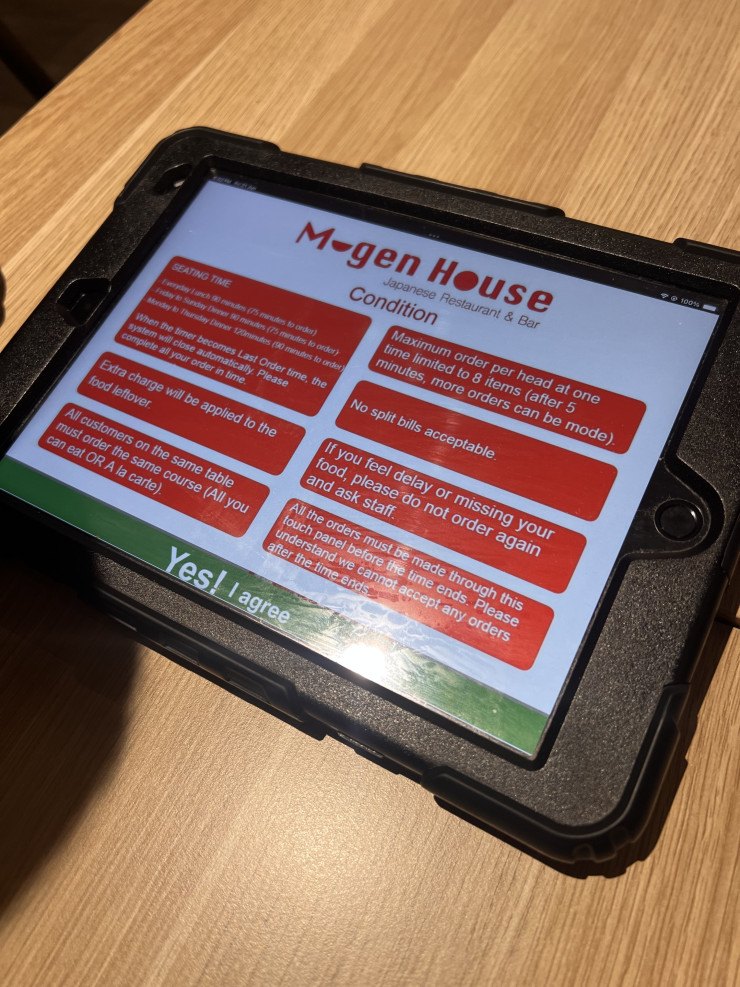 Mugen House
Japanese Restaurant & Bar
Condition
SEATING TIME
Everyday Lunch 90 minutes (75 minutes to order)
Friday to Sunday Dinner 90 minutes (75 minutes to order)
Monday to Thursday Dinner 120minutes (90 minutes to order)
When the timer becomes Last Order time, the
system will close automatically. Please
complete all your order in time.
Extra charge will be applied to the
food leftover.
All customers on the same table
must order the same course (All you
can eat OR A la carte).
Maximum order per head at one
time limited to 8 items (after 5
minutes, more orders can be mode).
No split bills acceptable.
If you feel delay or missing your
food, please do not order again
and ask staff.
All the orders must be made through this
touch panel before the time ends. Please
understand we cannot accept any orders
after the time ends.
Yes! I agree
100%